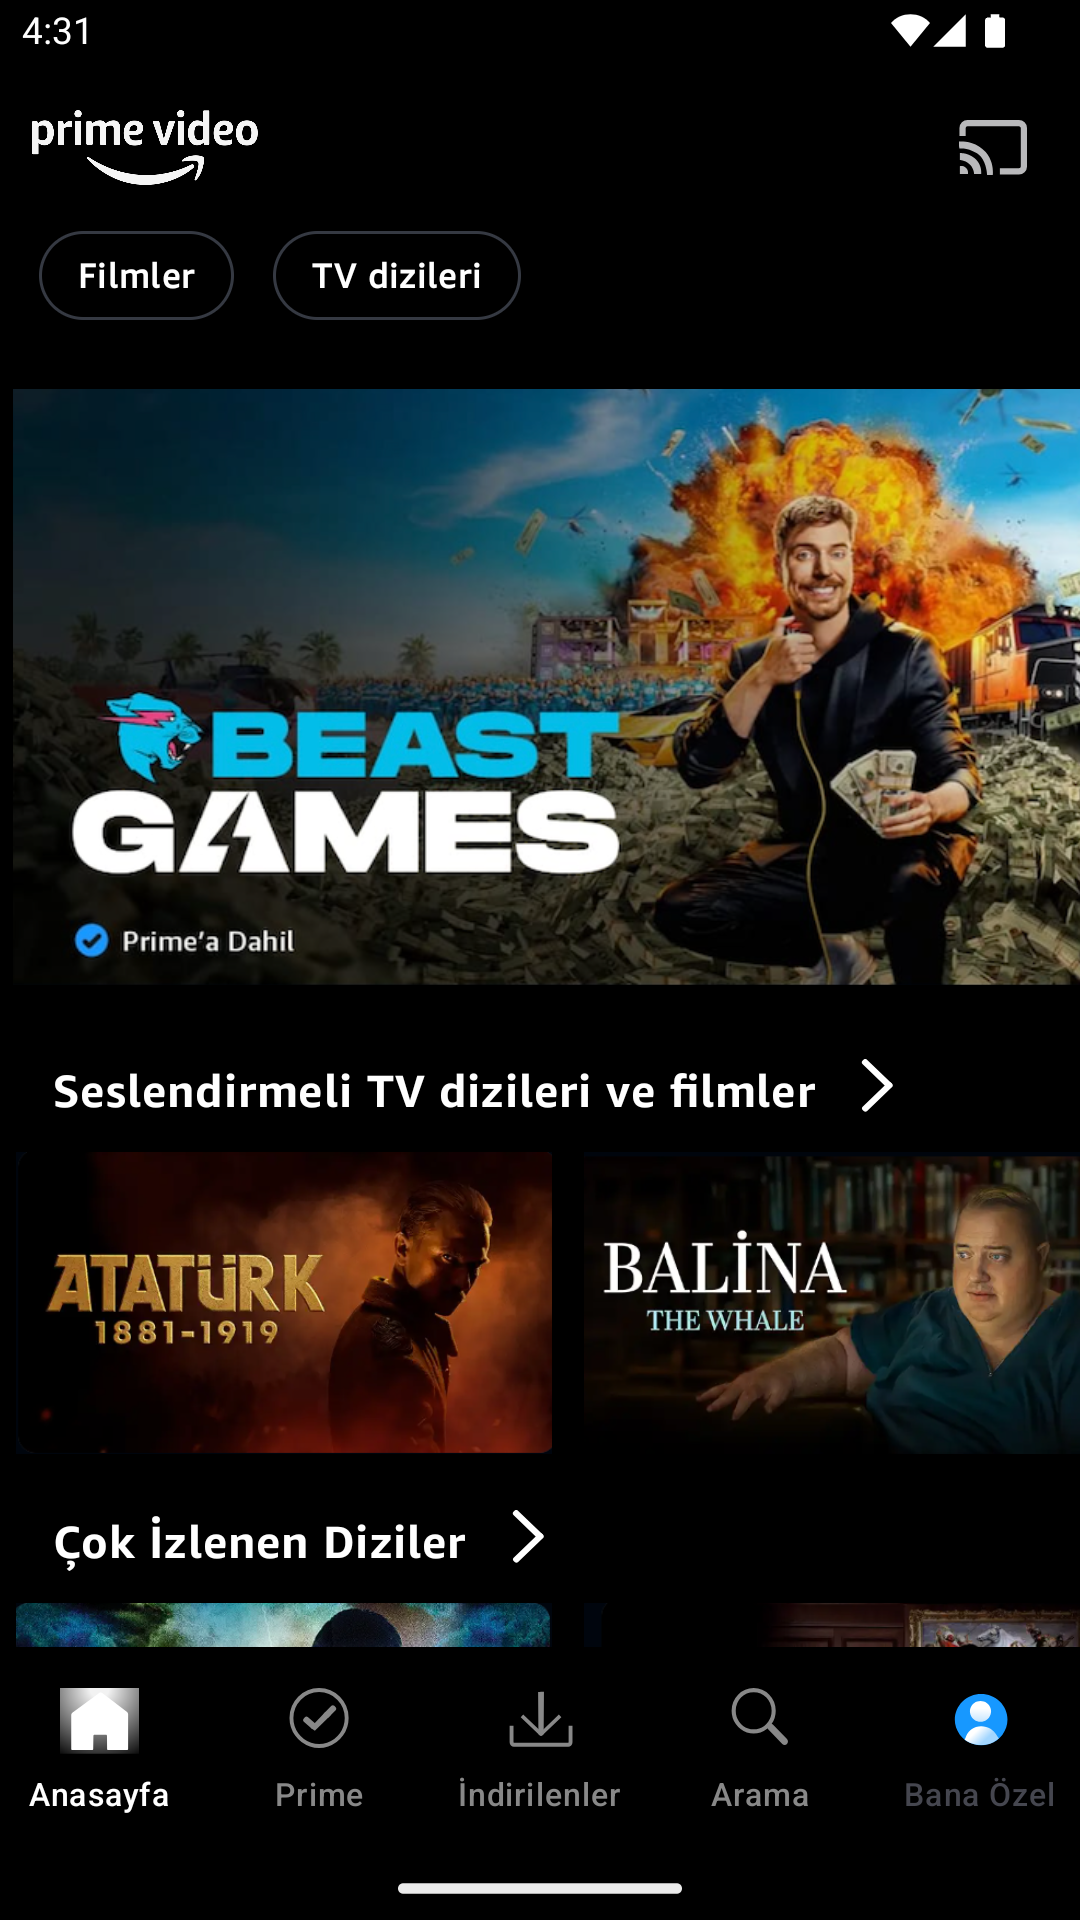 4:31
prime video
Filmler
TV dizileri
BEAST
GAMES
Prime'a Dahil
Seslendirmeli TV dizileri ve filmler
ATATÜRK
1881-1919
BALİNA
THE WHALE
Çok İzlenen Diziler
Anasayfa
Prime
İndirilenler
Arama
Bana Özel